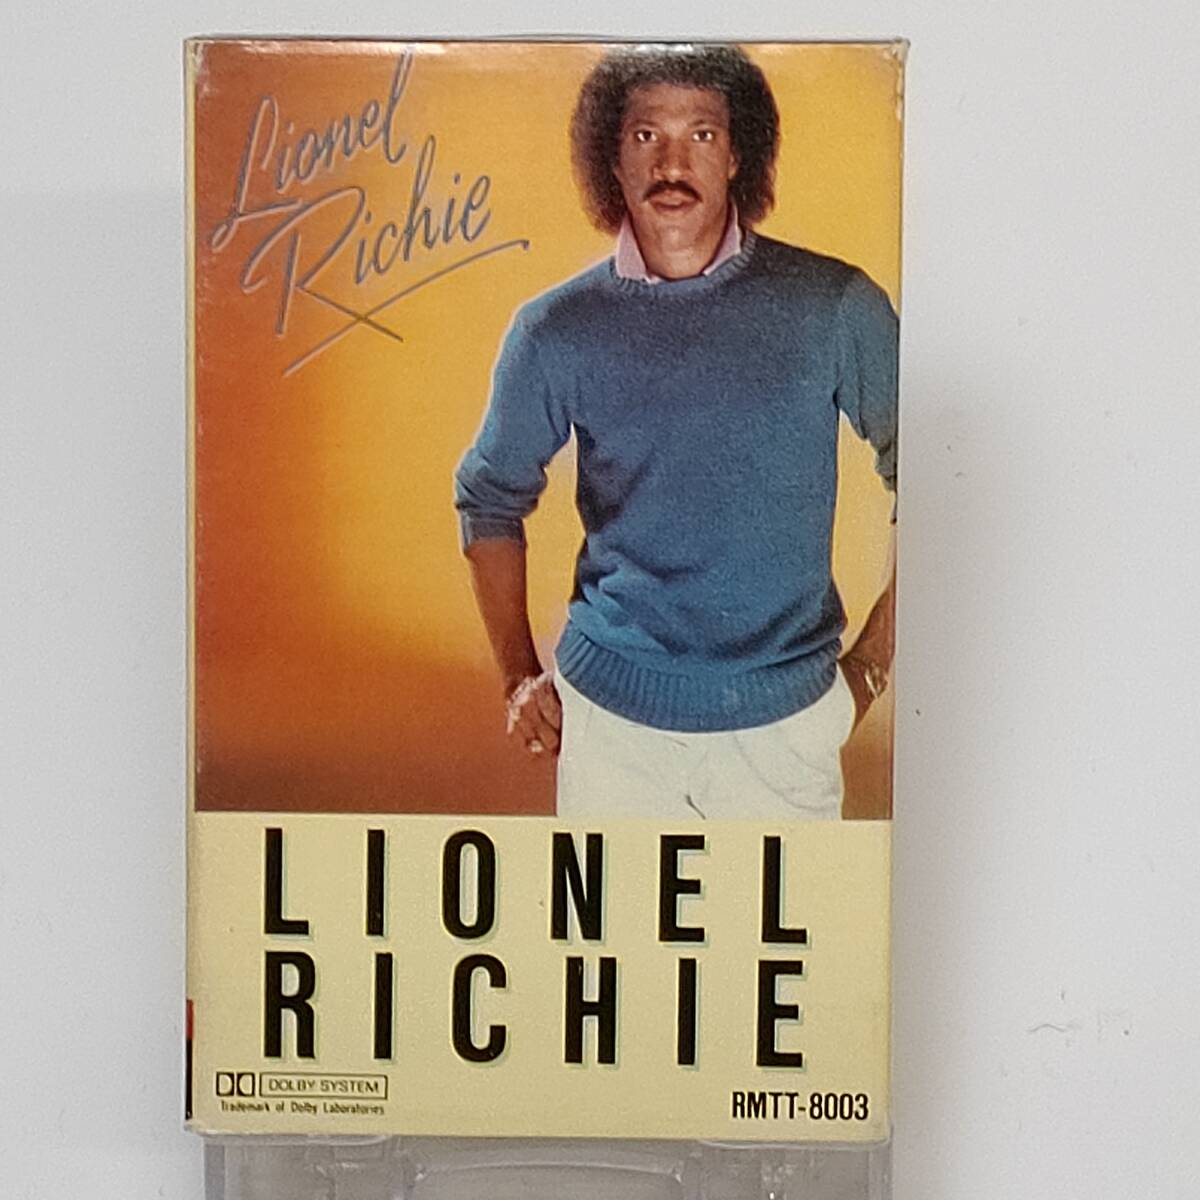 Lionel
Richie
LIONEL
RICHIE
DOLBY SYSTEM
Trademark of Dolby Laboratories
RMTT-8003